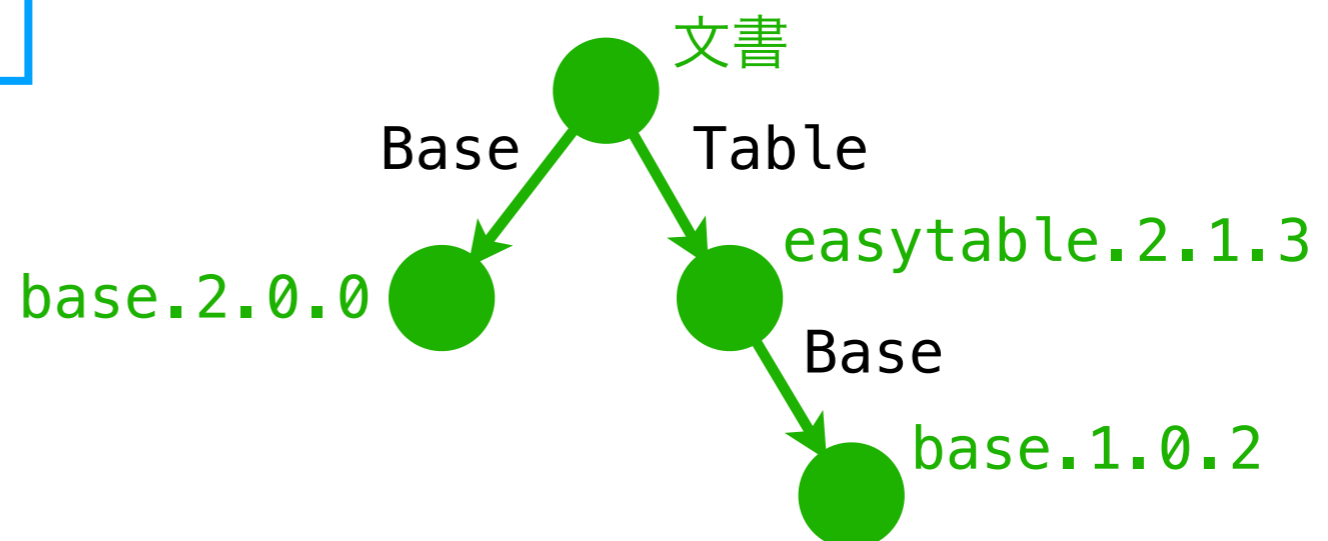 文書
Base
Table
easytable.2.1.3
base.2.0.0
Base
base.1.0.2